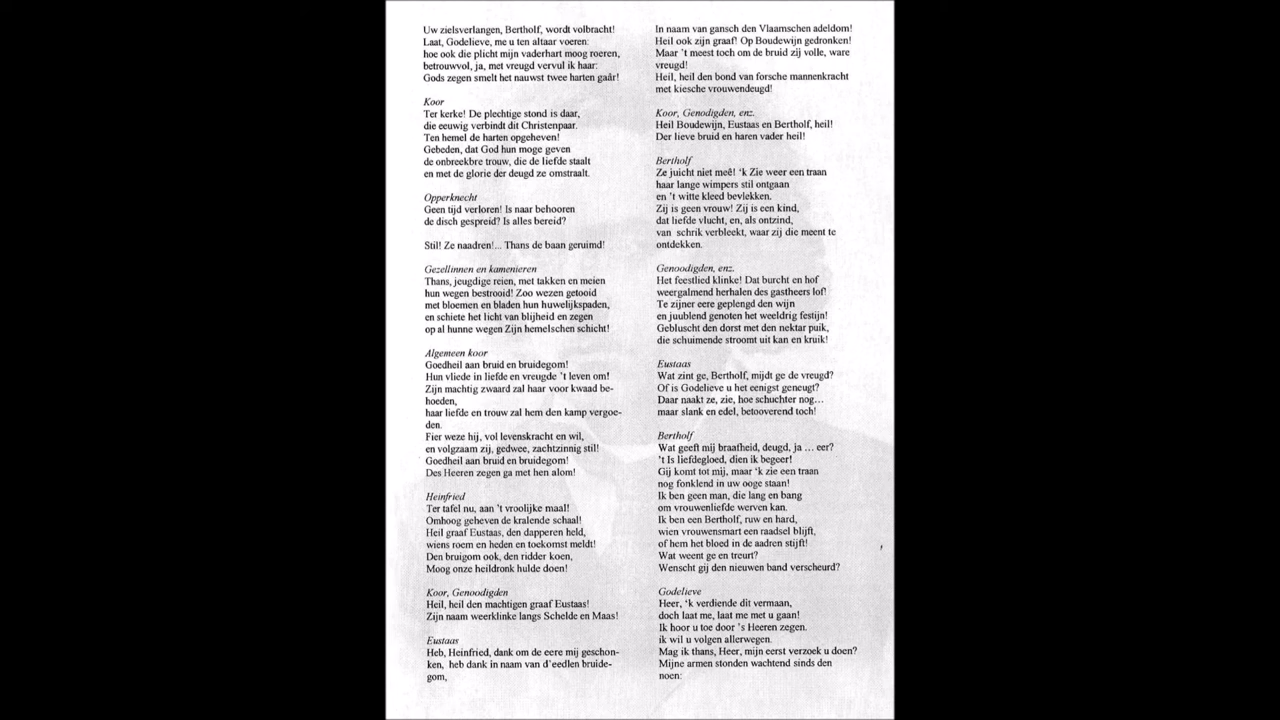 Uw zielsverlangen, Bertholf, wordt volbracht!
Laat, Godelieve, me u ten altaar voeren:
hoe ook die plicht mijn vaderhart moog roeren,
betrouwvol, ja, met vreugd vervul ik haar:
Gods zegen smelt het nauwst twee harten gaâr!
Koor
Ter kerke! De plechtige stond is daar,
die eeuwig verbindt dit Christenpaar.
Ten hemel de harten opgeheven!
Gebeden, dat God hun moge geven
de onbreekbre trouw, die de liefde staalt
en met de glorie der deugd ze omstraalt.
Opperknecht
Geen tijd verloren! Is naar behooren
de disch gespreid? Is alles bereid?
Stil! Ze naadren!... Thans de baan geruimd!
Gezellinnen en kamenieren
Thans, jeugdige reien, met takken en meien
hun wegen bestrooid! Zoo wezen getooid
met bloemen en bladen hun huwelijkspaden,
en schiete het licht van blijheid en zegen
op al hunne wegen Zijn hemelschen schicht!
Algemeen koor
Goedheil aan bruid en bruidegom!
Hun vliede in liefde en vreugde 't leven om!
Zijn machtig zwaard zal haar voor kwaad be-
hoeden,
haar liefde en trouw zal hem den kamp vergoe-
den.
Fier weze hij, vol levenskracht en wil,
en volgzaam zij, gedwee, zachtzinnig stil!
Goedheil aan bruid en bruidegom!
Des Heeren zegen ga met hen alom!
Heinfried
Ter tafel nu, aan 't vroolijke maal!
Omhoog geheven de kralende schaal!
Heil graaf Eustaas, den dapperen held,
wiens roem en heden en toekomst meldt!
Den bruigom ook, den ridder koen,
Moog onze heildronk hulde doen!
Koor, Genoodigden
Heil, heil den machtigen graaf Eustaas!
Zijn naam weerklinke langs Schelde en Maas!
Eustaas
Heb, Heinfried, dank om de eere mij geschon-
ken, heb dank in naam van d'eedlen bruide-
gom,
In naam van gansch den Vlaamschen adeldom!
Heil ook zijn graaf! Op Boudewijn gedronken!
Maar 't meest toch om de bruid zij volle, ware
vreugd!
Heil, heil den bond van forsche mannenkracht
met kiesche vrouwendeugd!
Koor, Genodigden, enz.
Heil Boudewijn, Eustaas en Bertholf, heil!
Der lieve bruid en haren vader heil!
Bertholf
Ze juicht niet meê! 'k Zie weer een traan
haar lange wimpers stil ontgaan
en 't witte kleed bevlekken.
Zij is geen vrouw! Zij is een kind,
dat liefde vlucht, en, als ontzind,
van schrik verbleekt, waar zij die meent te
ontdekken.
Genoodigden, enz.
Het feestlied klinke! Dat burcht en hof
weergalmend herhalen des gastheers lof!
Te zijner eere geplengd den wijn
en juublend genoten het weeldrig festijn!
Gebluscht den dorst met den nektar puik,
die schuimende stroomt uit kan en kruik!
Eustaas
Wat zint ge, Bertholf, mijdt ge de vreugd?
Of is Godelieve u het eenigst geneugt?
Daar naakt ze, zie, hoe schuchter nog...
maar slank en edel, betooverend toch!
Bertholf
Wat geeft mij braafheid, deugd, ja ... eer?
't Is liefdegloed, dien ik begeer!
Gij komt tot mij, maar 'k zie een traan
nog fonklend in uw ooge staan!
Ik ben geen man, die lang en bang
om vrouwenliefde werven kan.
Ik ben een Bertholf, ruw en hard,
wien vrouwensmart een raadsel blijft,
of hem het bloed in de aadren stijft!
Wat weent ge en treurt?
Wenscht gij den nieuwen band verscheurd?
Godelieve
Heer, 'k verdiende dit vermaan,
doch laat me, laat me met u gaan!
Ik hoor u toe door 's Heeren zegen.
ik wil u volgen allerwegen.
Mag ik thans, Heer, mijn eerst verzoek u doen?
Mijne armen stonden wachtend sinds den
noen: